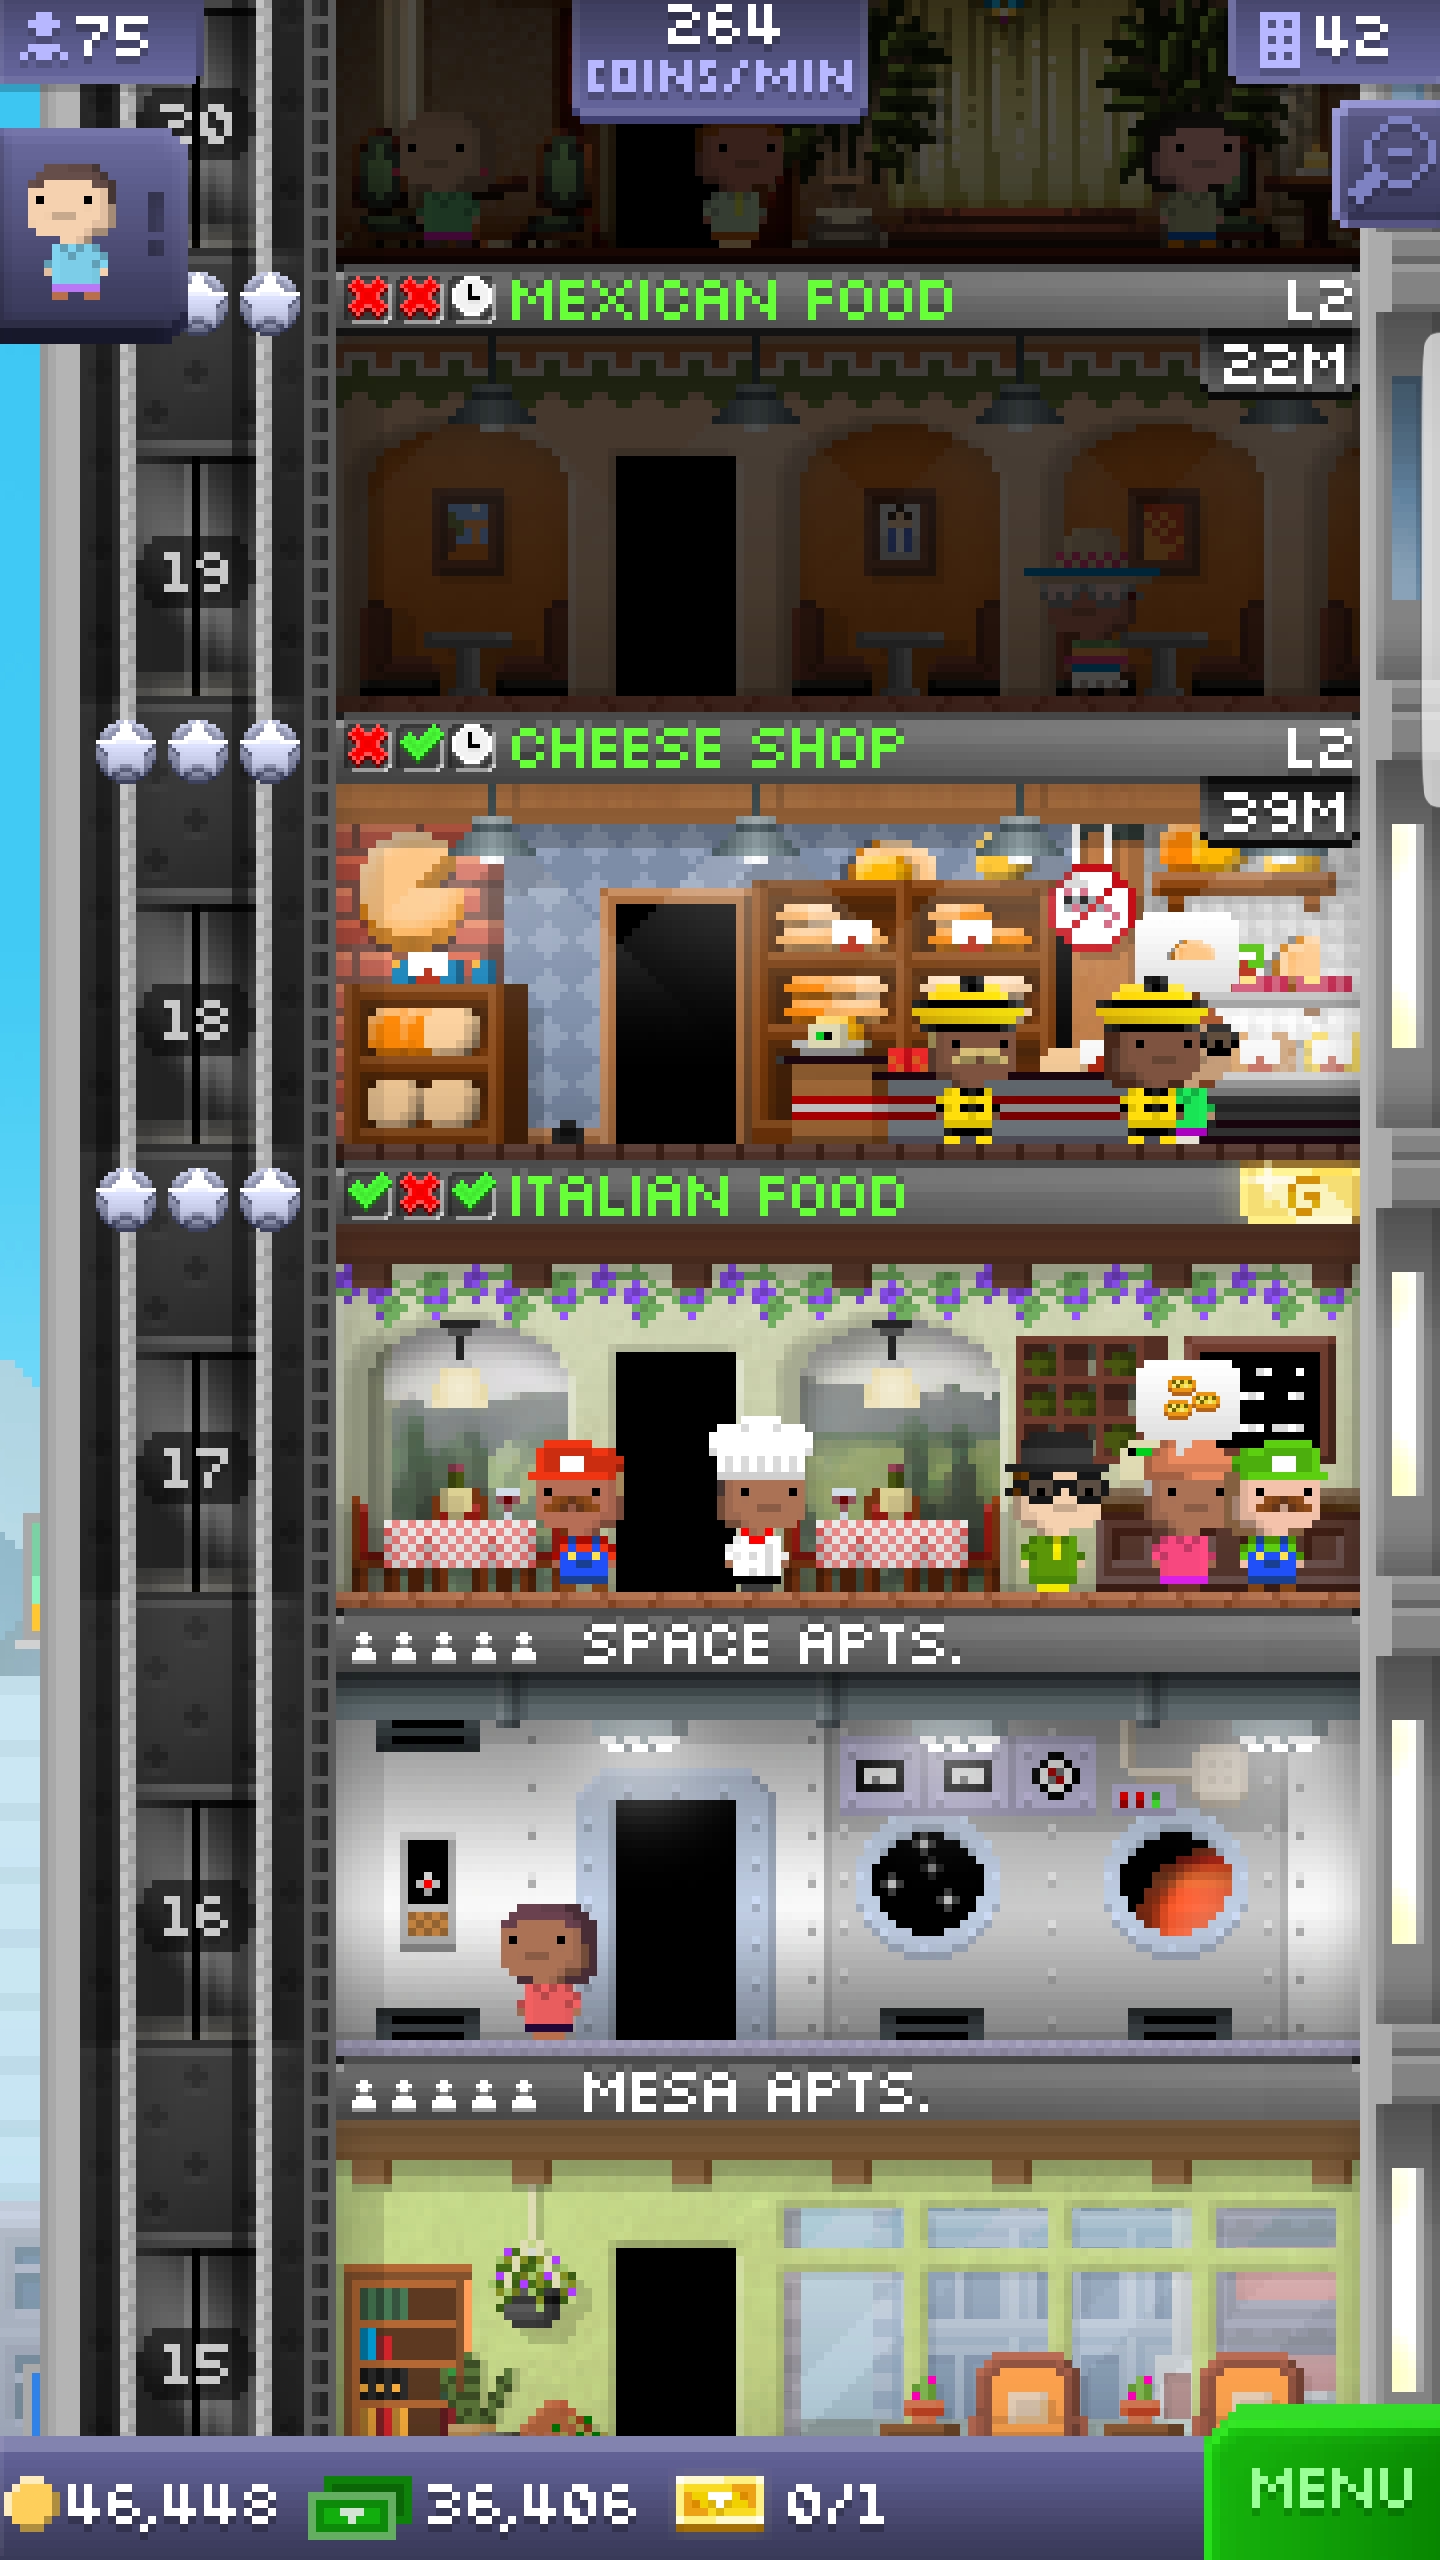 75
264
COINS/MIN
42
MEXICAN FOOD L2
22M
19
CHEESE SHOP L2
39M
18
ITALIAN FOOD G
17
SPACE APTS.
16
MESA APTS.
15
46,448 36,406 0/1
MENU